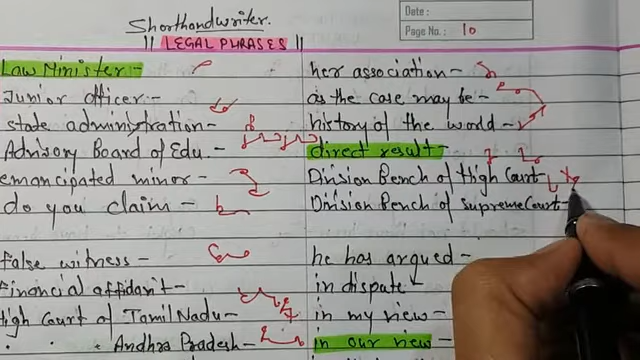 Shorthandwriter.
Date:
Page No.: 10
|| LEGAL PHRASES ||
Law Minister-
Junior officer-
state administration-
Advisory Board of Edu.-
emancipated minor-
do you claim-
false witness-
Financial affidavit-
High Court of Tamil Nadu-
. . . Andhra Pradesh-
her association-
as the case may be-
history of the world-
direct result-
Division Bench of High Court-
Division Bench of Supreme Court-
he has argued-
in dispute-
in my view-
in our view-